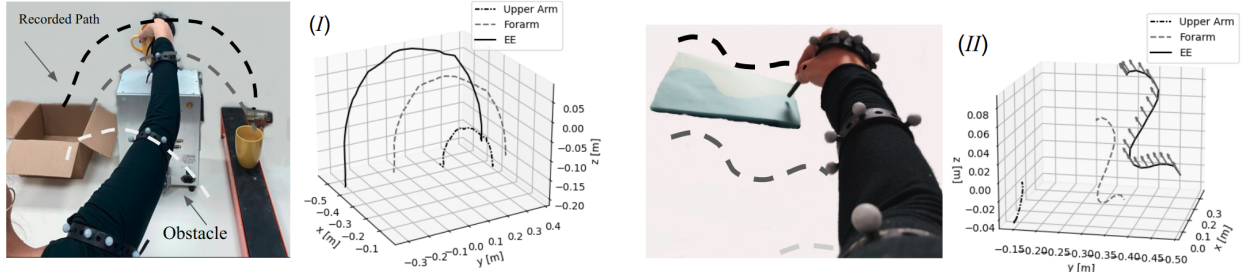 Recorded Path
Obstacle
(I)
Upper Arm
Forarm
EE
0.05
0.00
−0.05
−0.10
−0.15
−0.20
z [m]
−0.5
−0.4
−0.3
−0.2
−0.1
x [m]
−0.3
−0.2
−0.1
0.0
0.1
0.2
0.3
0.4
y [m]
(II)
Upper Arm
Forarm
EE
0.08
0.06
0.04
0.02
0.00
−0.02
−0.04
z [m]
−0.15
−0.20
−0.25
−0.30
−0.35
−0.40
−0.45
−0.50
y [m]
0.0
0.1
0.2
0.3
x [m]